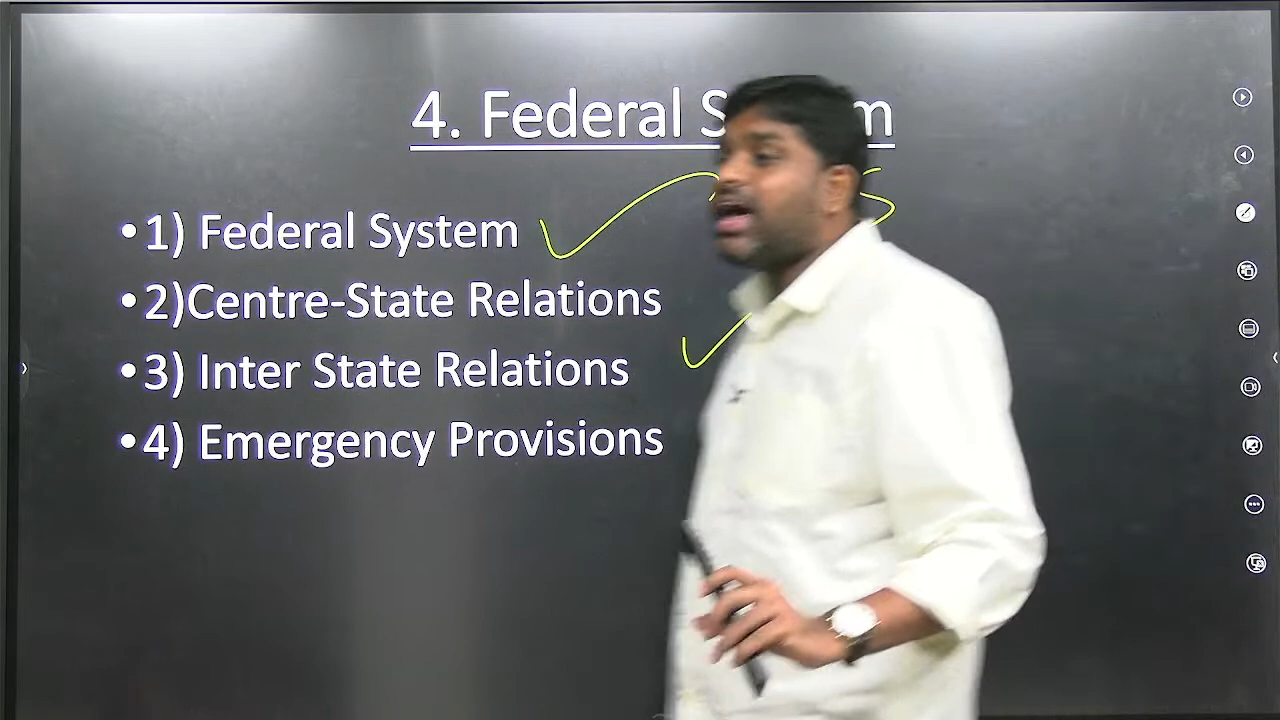 4. Federal
• 1) Federal System
• 2)Centre-State Relations
• 3) Inter State Relations
• 4) Emergency Provisions